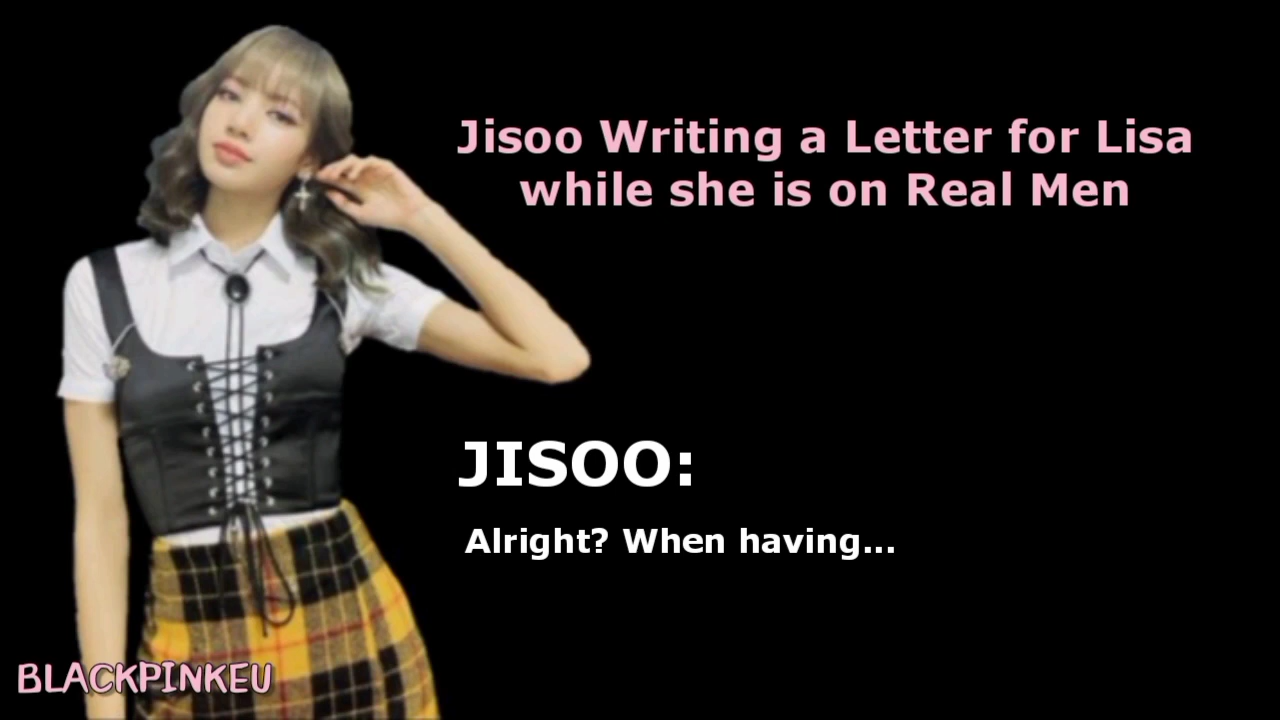 Jisoo Writing a Letter for Lisa
while she is on Real Men
JISOO:
Alright? When having...
BLACKPINKEU